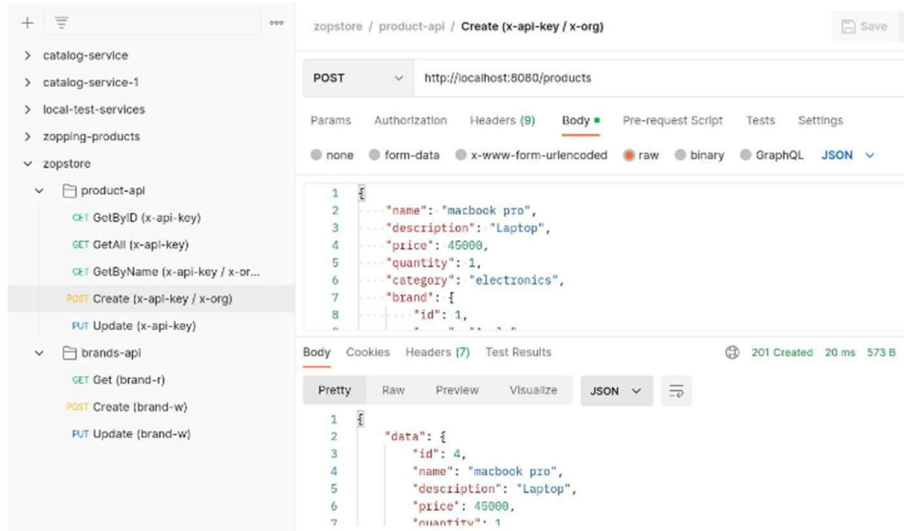 catalog-service
catalog-service-1
local-test-services
zopping-products
zopstore
product-api
GET GetByID (x-api-key)
GET GetAll (x-api-key)
GET GetByName (x-api-key / x-or...
POST Create (x-api-key / x-org)
PUT Update (x-api-key)
brands-api
GET Get (brand-r)
POST Create (brand-w)
PUT Update (brand-w)
zopstore / product-api / Create (x-api-key / x-org)
Save
POST http://localhost:8080/products
Params Authorization Headers (9) Body Pre-request Script Tests Settings
none form-data x-www-form-urlencoded raw binary GraphQL JSON
1 {
2 "name": "macbook pro",
3 "description": "Laptop",
4 "price": 45000,
5 "quantity": 1,
6 "category": "electronics",
7 "brand": {
8 "id": 1,
Body Cookies Headers (7) Test Results 201 Created 20 ms 573 B
Pretty Raw Preview Visualize JSON
1 {
2 "data": {
3 "id": 4,
4 "name": "macbook pro",
5 "description": "Laptop",
6 "price": 45000,
7 "quantity": 1